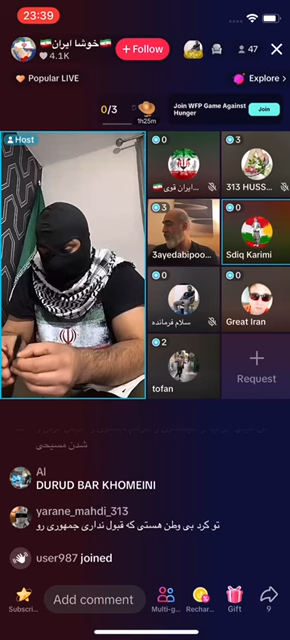 23:39
🇮🇷خوشا ایران🇮🇷
4.1K
+ Follow
47
Popular LIVE
Explore >
0/3
1h25m
Join WFP Game Against
Hunger
Join
Host
0
3
ایران قوی...
313 HUSS...
3
0
3ayedabipoo...
Sdiq Karimi
0
0
سلام فرمانده
Great Iran
2
tofan
Request
شدن مسیحی
Al
DURUD BAR KHOMEINI
yarane_mahdi_313
تو کرد بی وطن هستی که قبول نداری جمهوری رو
user987 joined
Subscri...
Add comment
Multi-g...
Rechar...
Gift
9